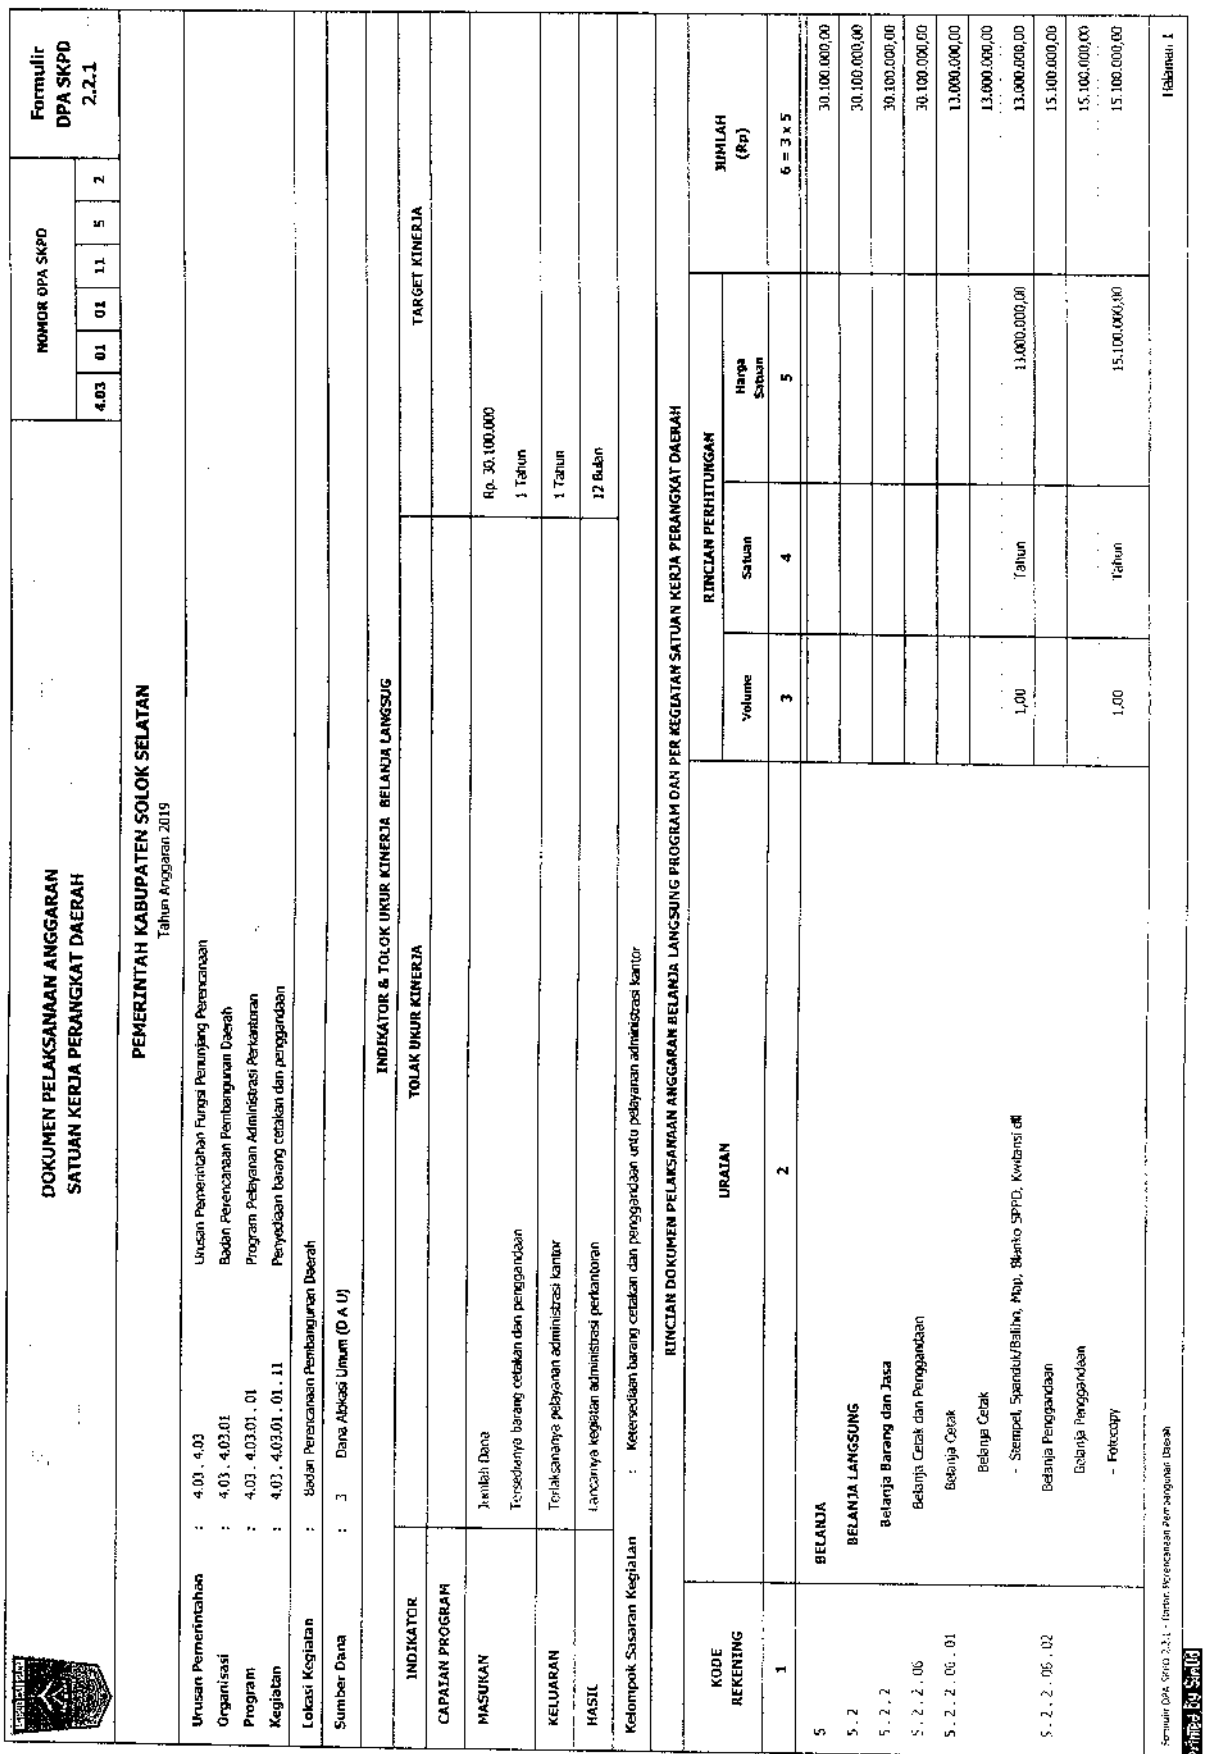 DOKUMEN PELAKSANAAN ANGGARAN
SATUAN KERJA PERANGKAT DAERAH
NOMOR DPA SKPD
4.03 01 01 11 5 2
Formulir
DPA SKPD
2.2.1
PEMERINTAH KABUPATEN SOLOK SELATAN
Tahun Anggaran 2019
Urusan Pemerintahan : 4.03 . 4.03 Urusan Pemerintahan Fungsi Penunjang Perencanaan
Organisasi : 4.03 . 4.03.01 Badan Perencanaan Pembangunan Daerah
Program : 4.03 . 4.03.01 . 01 Program Pelayanan Administrasi Perkantoran
Kegiatan : 4.03 . 4.03.01 . 01 . 11 Penyediaan barang cetakan dan penggandaan
Lokasi Kegiatan : Badan Perencanaan Pembangunan Daerah
Sumber Dana : 3 Dana Alokasi Umum (D A U)
INDIKATOR & TOLOK UKUR KINERJA BELANJA LANGSUG
INDIKATOR TOLAK UKUR KINERJA TARGET KINERJA
CAPAIAN PROGRAM
MASUKAN Jumlah Dana Rp. 30.100.000
Tersedianya barang cetakan dan penggandaan 1 Tahun
KELUARAN Terlaksananya pelayanan administrasi kantor 1 Tahun
HASIL Lancarnya kegiatan administrasi perkantoran 12 Bulan
Kelompok Sasaran Kegiatan : Ketersediaan barang cetakan dan penggandaan untu pelayanan administrasi kantor
RINCIAN DOKUMEN PELAKSANAAN ANGGARAN BELANJA LANGSUNG PROGRAM DAN PER KEGIATAN SATUAN KERJA PERANGKAT DAERAH
KODE
REKENING
URAIAN
RINCIAN PERHITUNGAN
Volume Satuan Harga
Satuan
JUMLAH
(Rp)
1 2 3 4 5 6 = 3 x 5
5 BELANJA 30.100.000,00
5 . 2 BELANJA LANGSUNG 30.100.000,00
5 . 2 . 2 Belanja Barang dan Jasa 30.100.000,00
5 . 2 . 2 . 06 Belanja Cetak dan Penggandaan 30.100.000,00
5 . 2 . 2 . 06 . 01 Belanja Cetak 13.000.000,00
Belanja Cetak 13.000.000,00
- Stempel, Spanduk/Baliho, Map, Blanko SPPD, Kwitansi dll 1,00 Tahun 13.000.000,00 13.000.000,00
5 . 2 . 2 . 06 . 02 Belanja Penggandaan 15.100.000,00
Belanja Penggandaan 15.100.000,00
- Fotocopy 1,00 Tahun 15.100.000,00 15.100.000,00
Formulir DPA SKPD 2.2.1 - Badan Perencanaan Pembangunan Daerah
Halaman 1